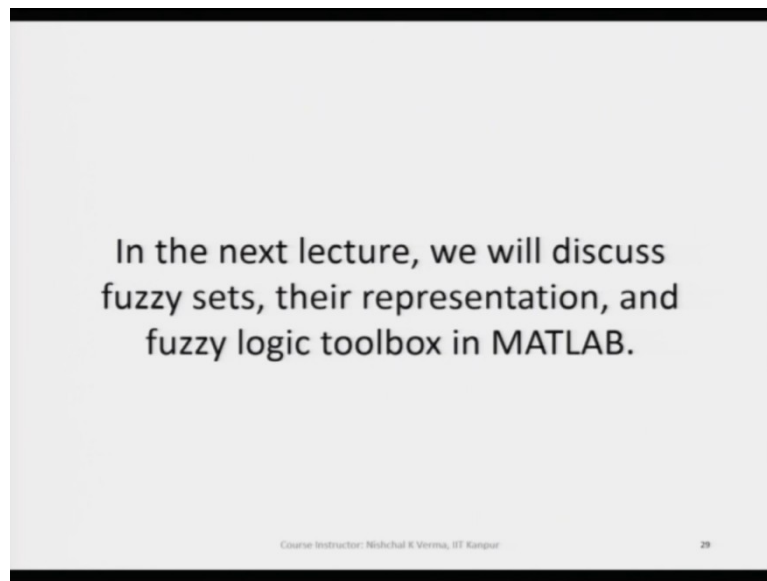 In the next lecture, we will discuss
fuzzy sets, their representation, and
fuzzy logic toolbox in MATLAB.
Course Instructor: Nishchal K Verma, IIT Kanpur
29